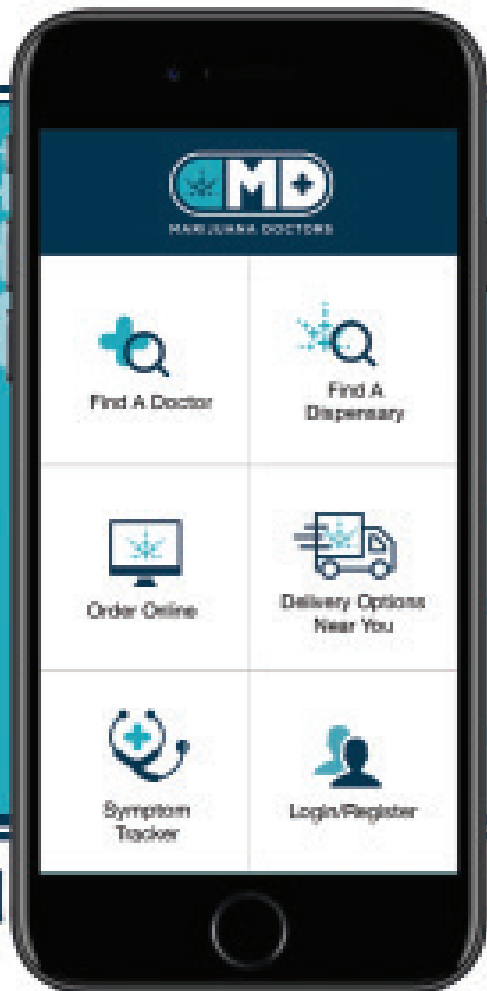 MD
MARIJUANA DOCTORS
Find A Doctor
Find A
Dispensary
Order Online
Delivery Options
Near You
Symptom
Tracker
Login/Register